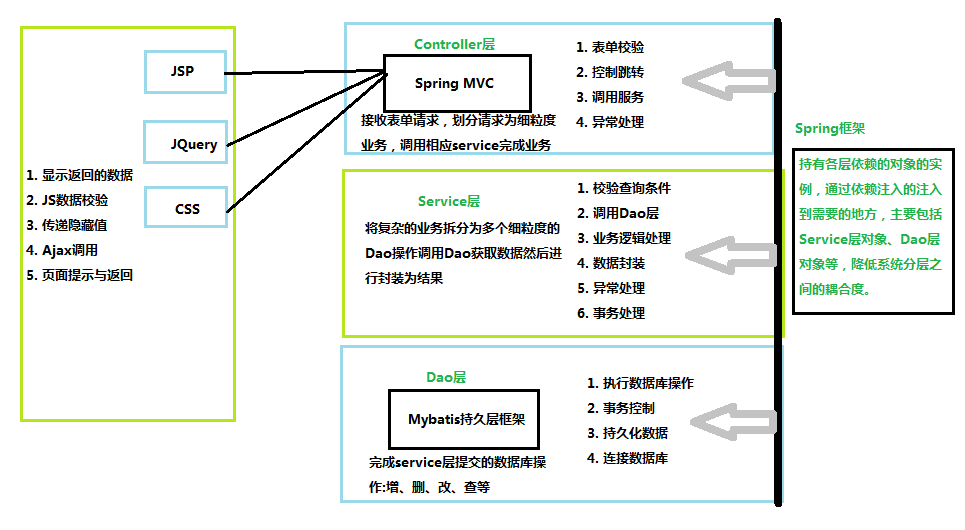 JSP
JQuery
CSS
1. 显示返回的数据
2. JS数据校验
3. 传递隐藏值
4. Ajax调用
5. 页面提示与返回
Controller层
Spring MVC
接收表单请求，划分请求为细粒度
业务，调用相应service完成业务
1. 表单校验
2. 控制跳转
3. 调用服务
4. 异常处理
Service层
将复杂的业务拆分为多个细粒度的
Dao操作调用Dao获取数据然后进
行封装为结果
1. 校验查询条件
2. 调用Dao层
3. 业务逻辑处理
4. 数据封装
5. 异常处理
6. 事务处理
Dao层
Mybatis持久层框架
完成service层提交的数据库操
作:增、删、改、查等
1. 执行数据库操作
2. 事务控制
3. 持久化数据
4. 连接数据库
Spring框架
持有各层依赖的对象的实
例，通过依赖注入的注入
到需要的地方，主要包括
Service层对象、Dao层
对象等，降低系统分层之
间的耦合度。